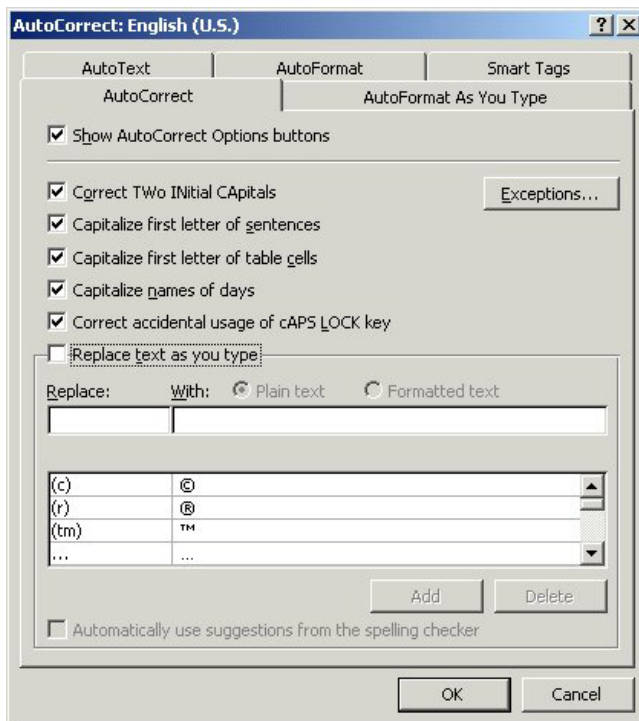 AutoCorrect: English (U.S.)
AutoText AutoFormat Smart Tags
AutoCorrect AutoFormat As You Type
Show AutoCorrect Options buttons
Correct TWo INitial CApitals Exceptions...
Capitalize first letter of sentences
Capitalize first letter of table cells
Capitalize names of days
Correct accidental usage of cAPS LOCK key
Replace text as you type
Replace: With: Plain text Formatted text
(c) ©
(r) ®
(tm) ™
... …
Add Delete
Automatically use suggestions from the spelling checker
OK Cancel